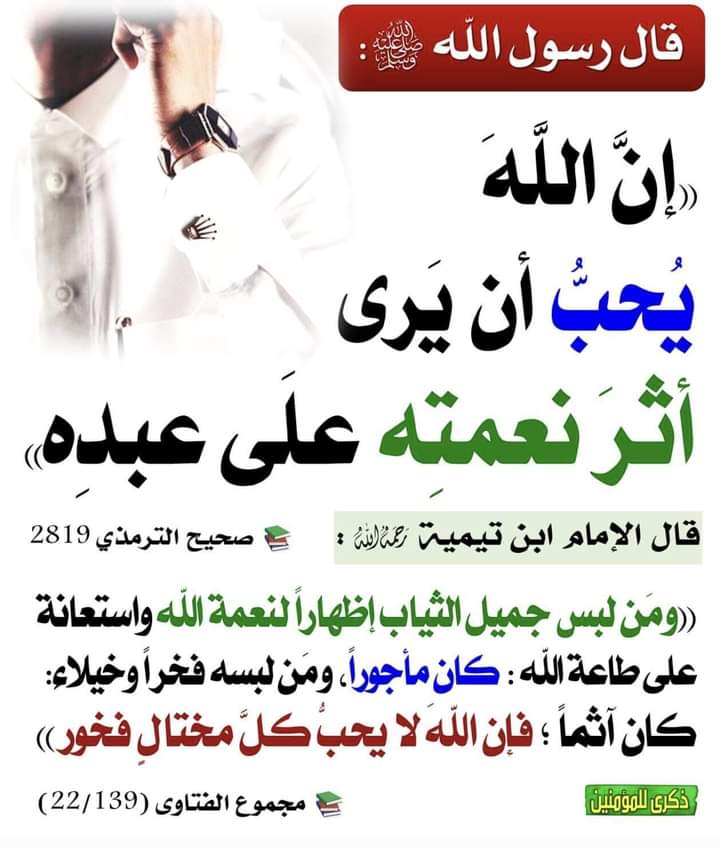 قال رسول الله ﷺ :
((إنَّ اللَّهَ
يُحبُّ أن يَرى
أثرَ نعمتِه علَى عبدِهِ))
صحيح الترمذي 2819
قال الإمام ابن تيمية رحمه الله :
((ومَن لبس جميل الثياب إظهاراً لنعمة الله واستعانة
على طاعة الله : كان مأجوراً، ومَن لبسه فخراً وخيلاء:
كان آثماً ؛ فإن اللهَ لا يحبُّ كلَّ مختالٍ فخور))
مجموع الفتاوى (22/139)
ذكرى للمؤمنين